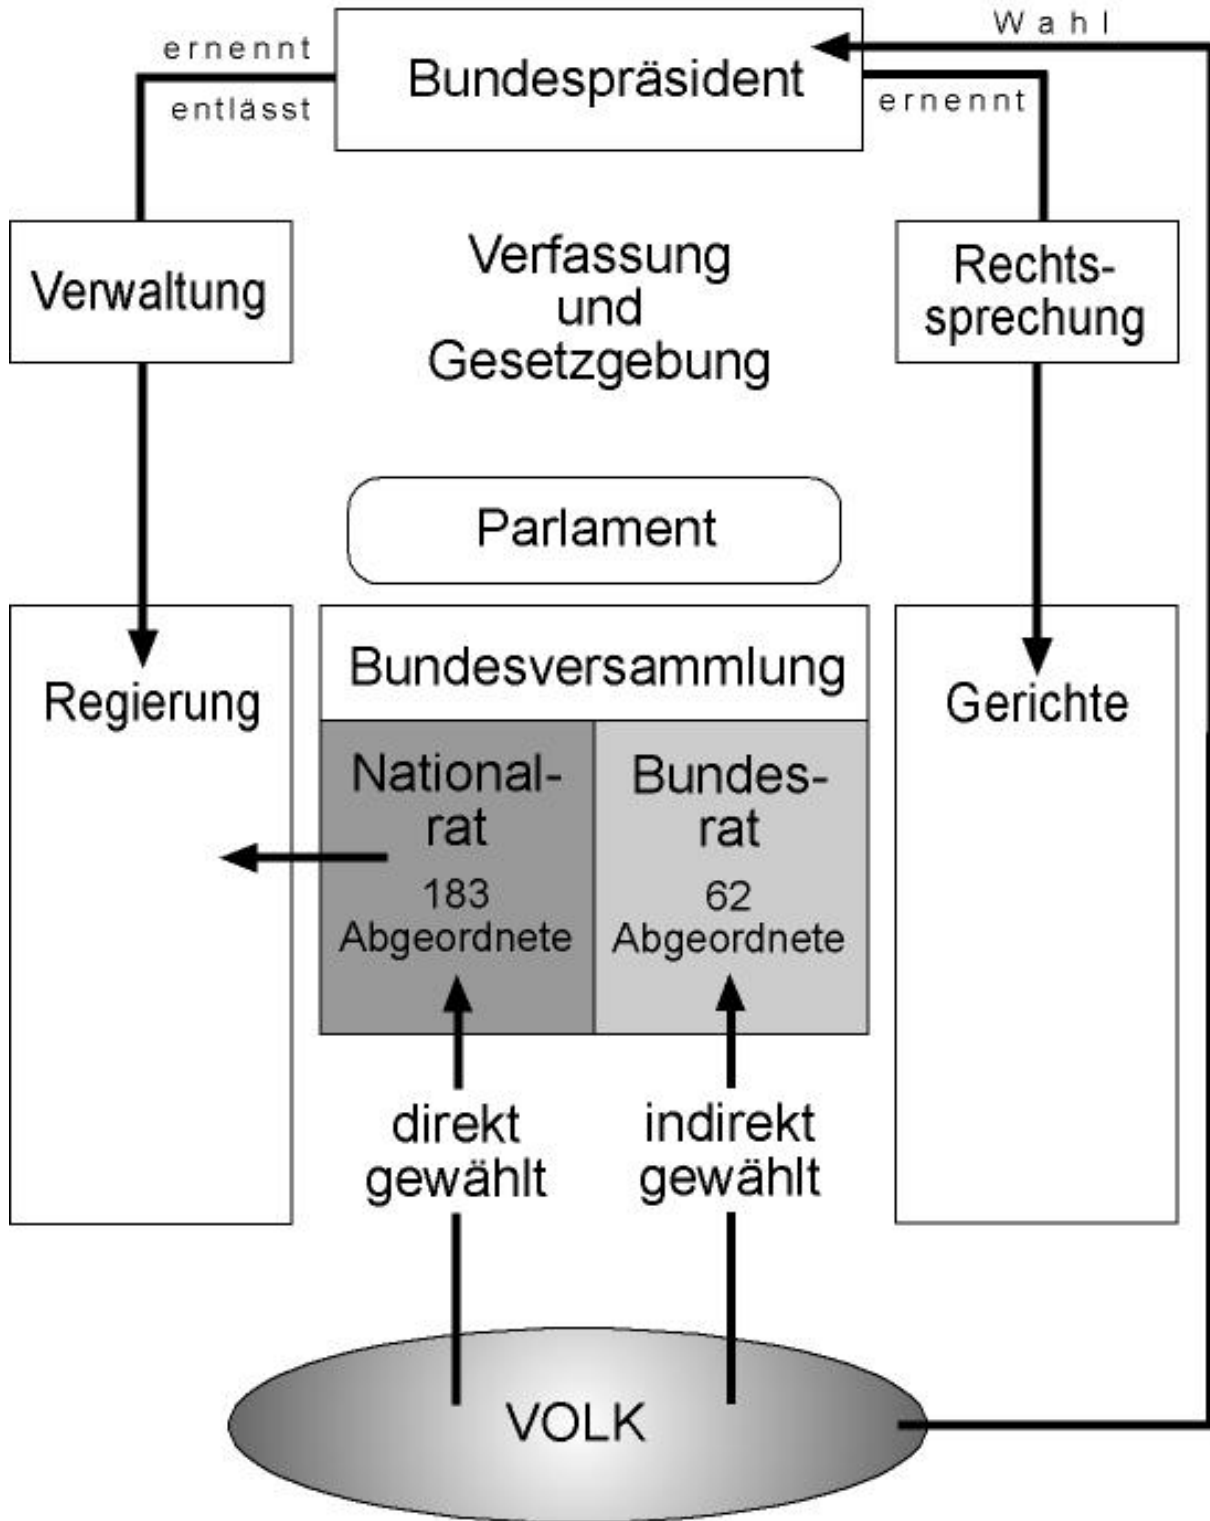 Wahl
ernennt
Bundespräsident
entlässt
ernennt
Verwaltung
Verfassung
und
Gesetzgebung
Rechts-
sprechung
Parlament
Regierung
Bundesversammlung
Gerichte
National-
rat
183
Abgeordnete
Bundes-
rat
62
Abgeordnete
direkt
gewählt
indirekt
gewählt
VOLK